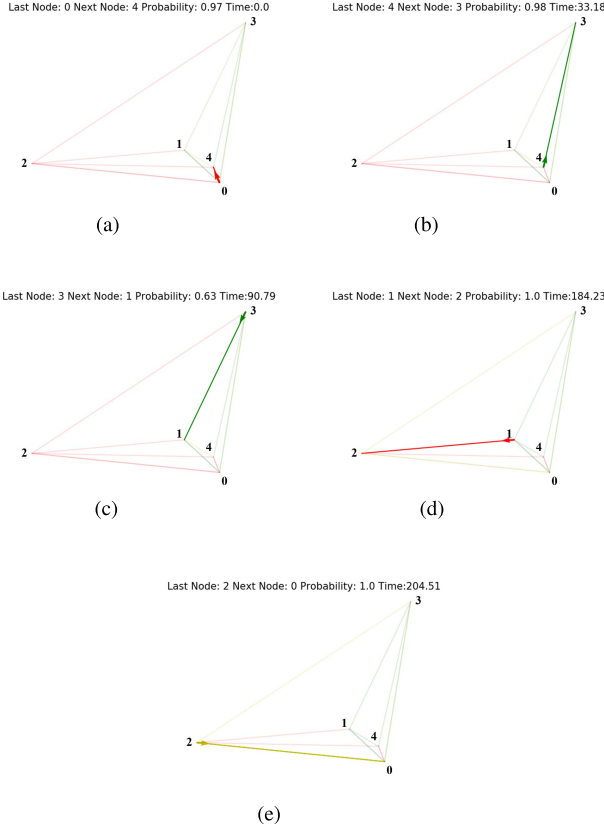 Last Node: 0 Next Node: 4 Probability: 0.97 Time:0.0
3
1
4
2
0
(a)
Last Node: 4 Next Node: 3 Probability: 0.98 Time:33.18
3
1
4
2
0
(b)
Last Node: 3 Next Node: 1 Probability: 0.63 Time:90.79
3
1
4
2
0
(c)
Last Node: 1 Next Node: 2 Probability: 1.0 Time:184.23
3
1
4
2
0
(d)
Last Node: 2 Next Node: 0 Probability: 1.0 Time:204.51
3
1
4
2
0
(e)